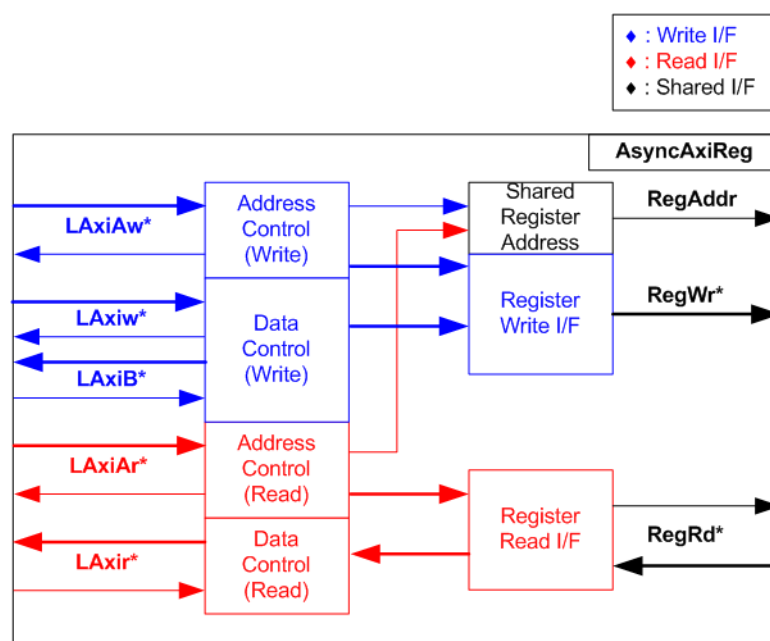 ♦ : Write I/F
♦ : Read I/F
♦ : Shared I/F
AsyncAxiReg
LAxiAw*
Address
Control
(Write)
Shared
Register
Address
RegAddr
LAxiw*
LAxiB*
Data
Control
(Write)
Register
Write I/F
RegWr*
LAxiAr*
Address
Control
(Read)
LAxir*
Data
Control
(Read)
Register
Read I/F
RegRd*